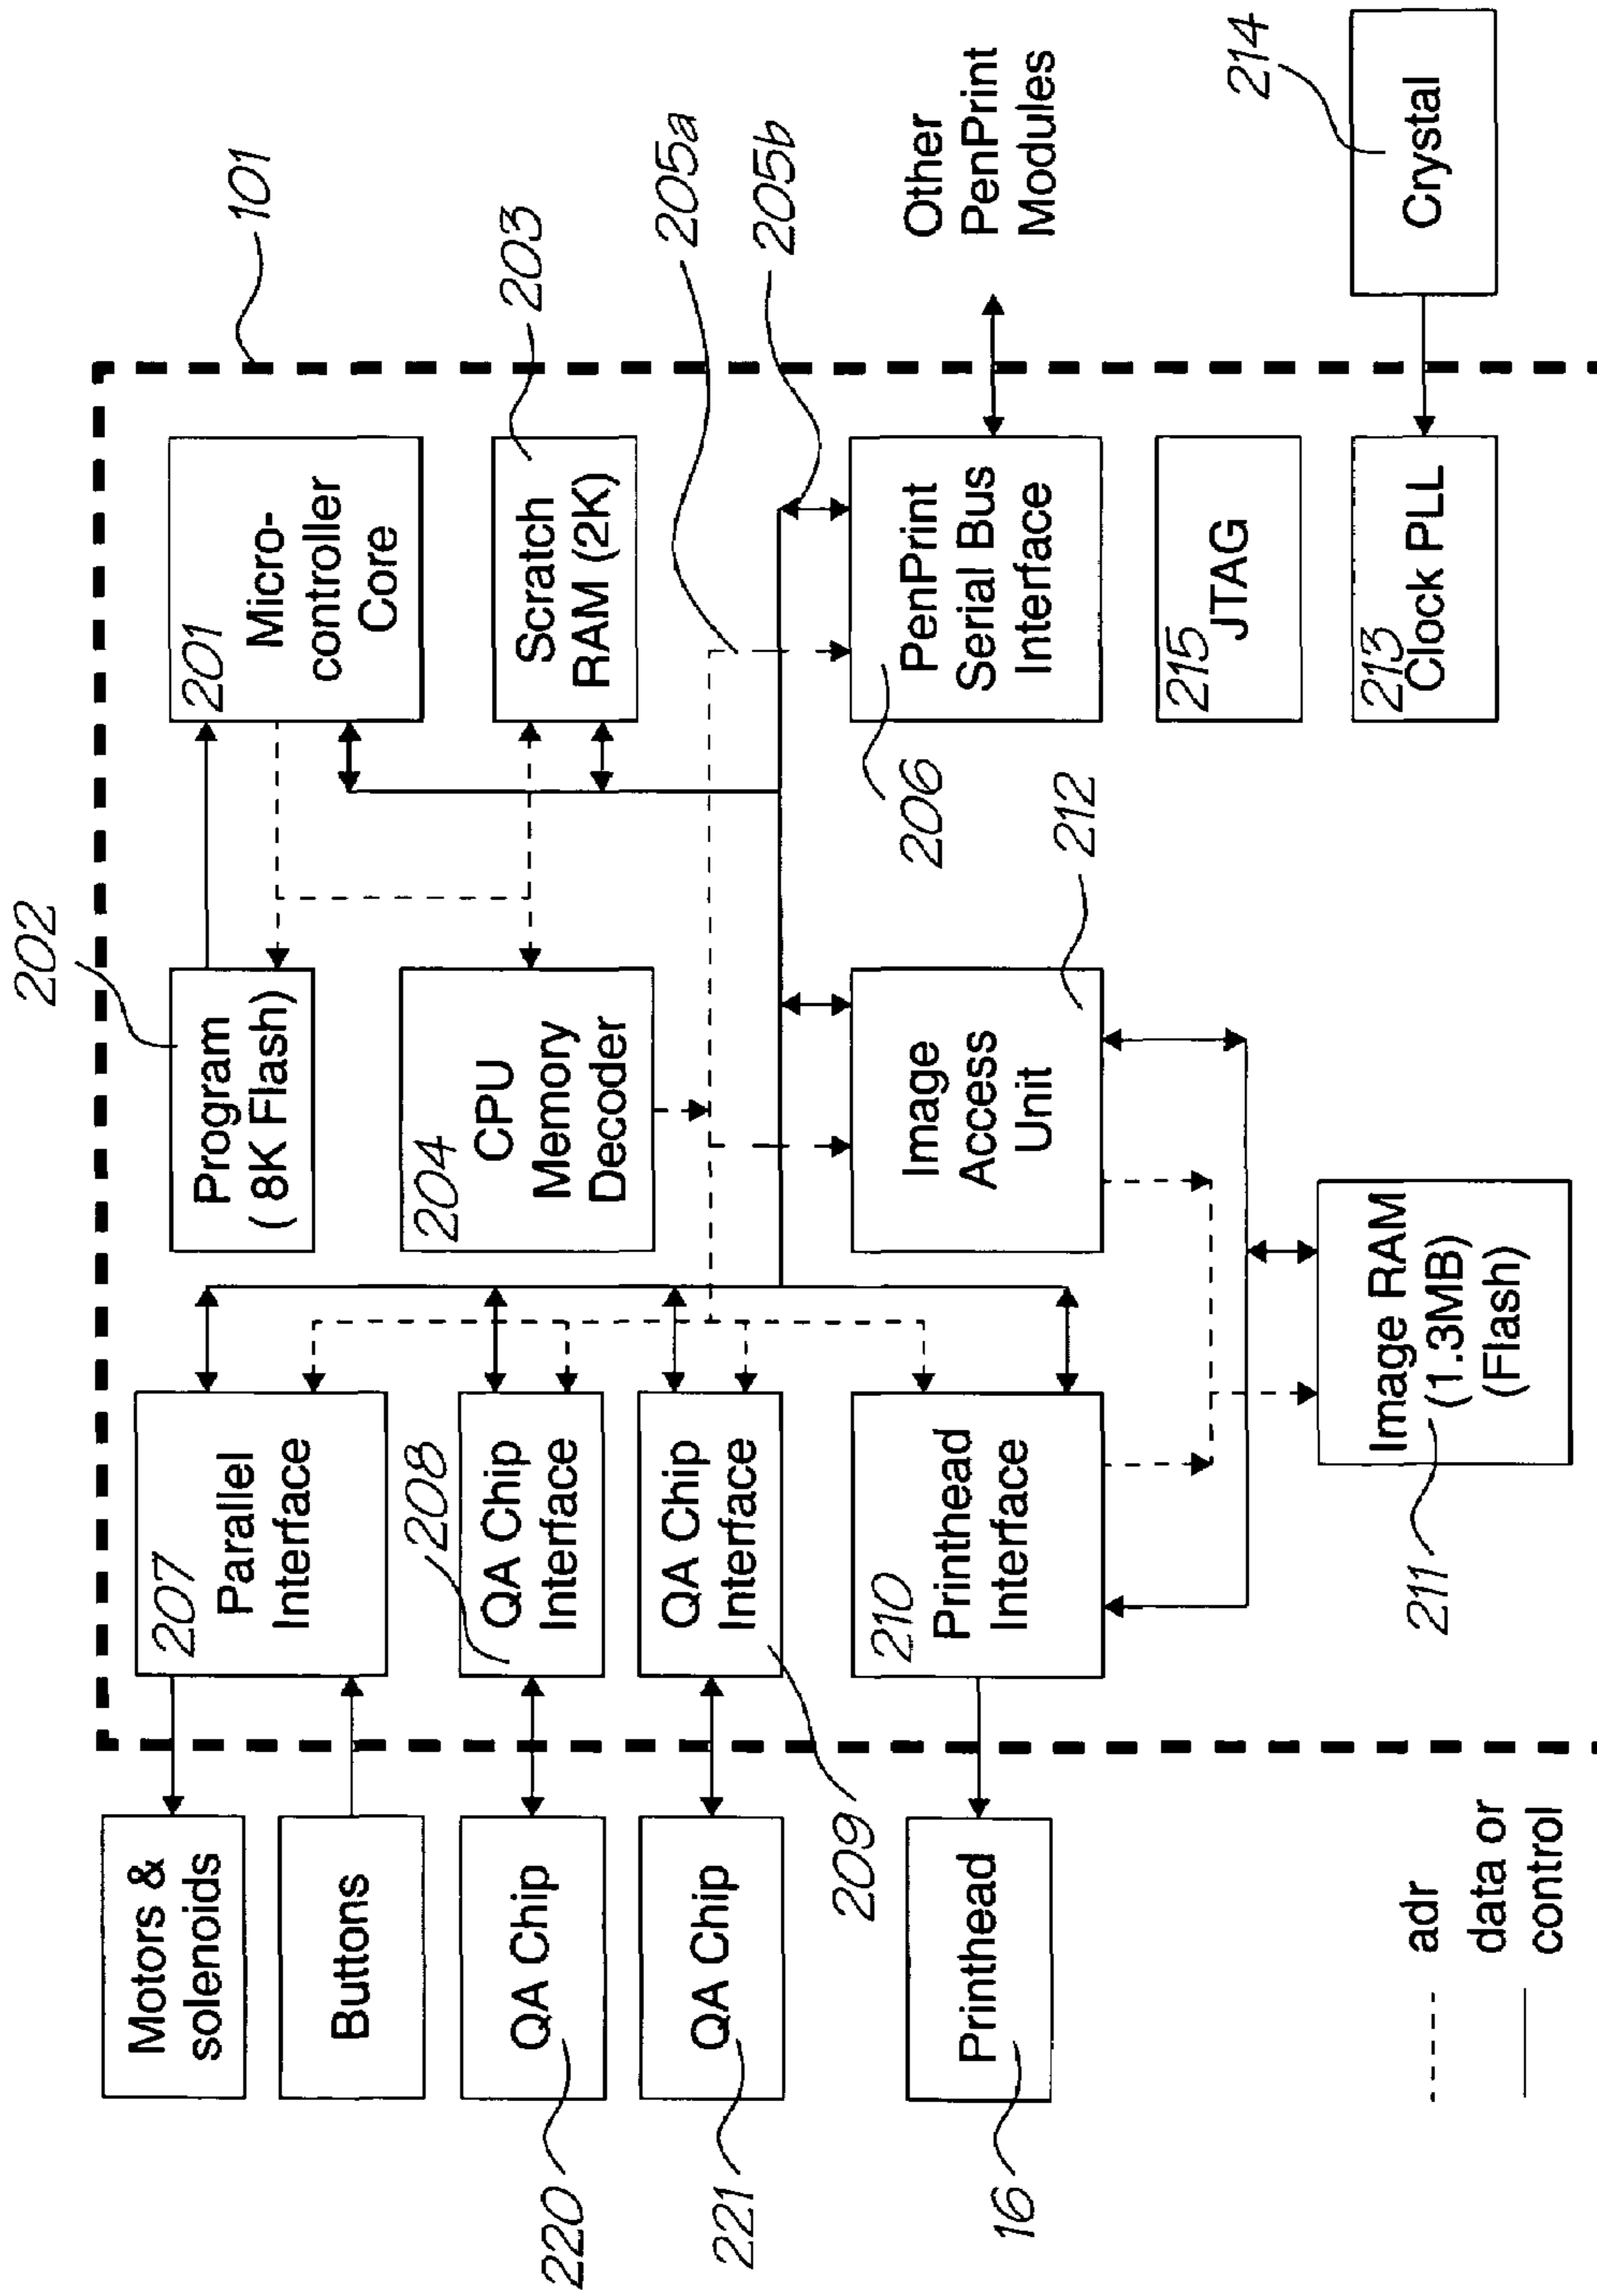 Motors &
solenoids
Buttons
QA Chip
220
QA Chip
221
Printhead
16
adr
data or
control
207
Parallel
Interface
208
QA Chip
Interface
QA Chip
Interface
209
210
Printhead
Interface
202
Program
( 8K Flash)
204
CPU
Memory
Decoder
Image
Access
Unit
212
Image RAM
(1.3MB)
(Flash)
211
101
201
Micro-
controller
Core
203
Scratch
RAM (2K)
205a
205b
206
PenPrint
Serial Bus
Interface
Other
PenPrint
Modules
215
JTAG
213
Clock PLL
214
Crystal